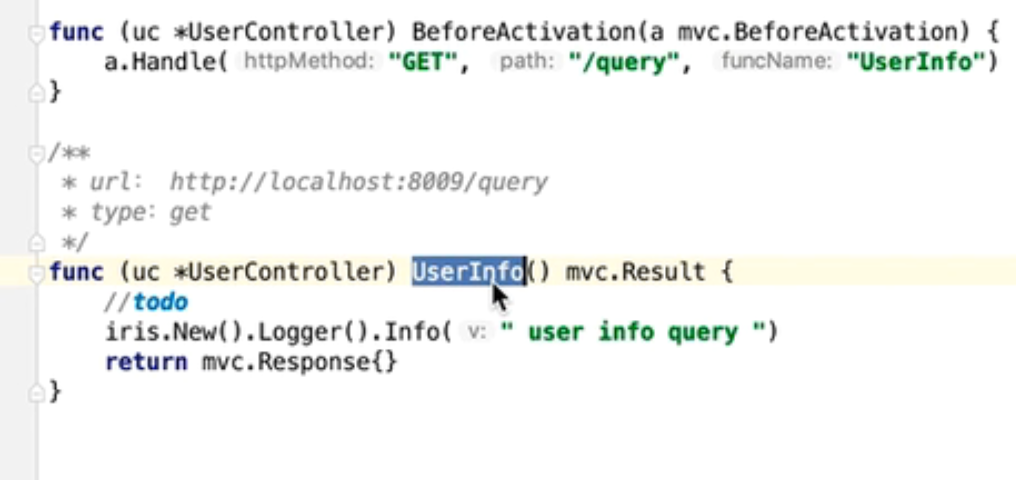 func (uc *UserController) BeforeActivation(a mvc.BeforeActivation) {
    a.Handle( httpMethod: "GET",  path: "/query",  funcName: "UserInfo")
}
/**
 * url:  http://localhost:8009/query
 * type: get
 */
func (uc *UserController) UserInfo() mvc.Result {
    //todo
    iris.New().Logger().Info( v: " user info query ")
    return mvc.Response{}
}